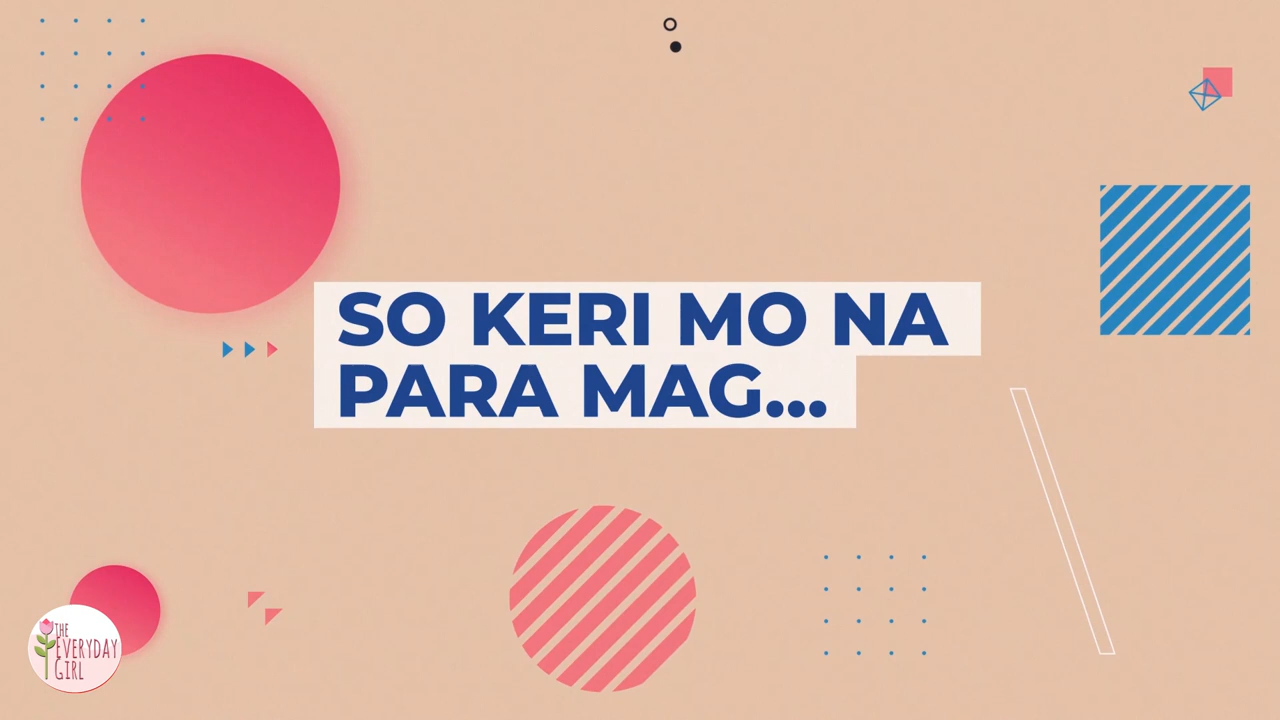 SO KERI MO NA
PARA MAG...
THE
EVERYDAY
GIRL